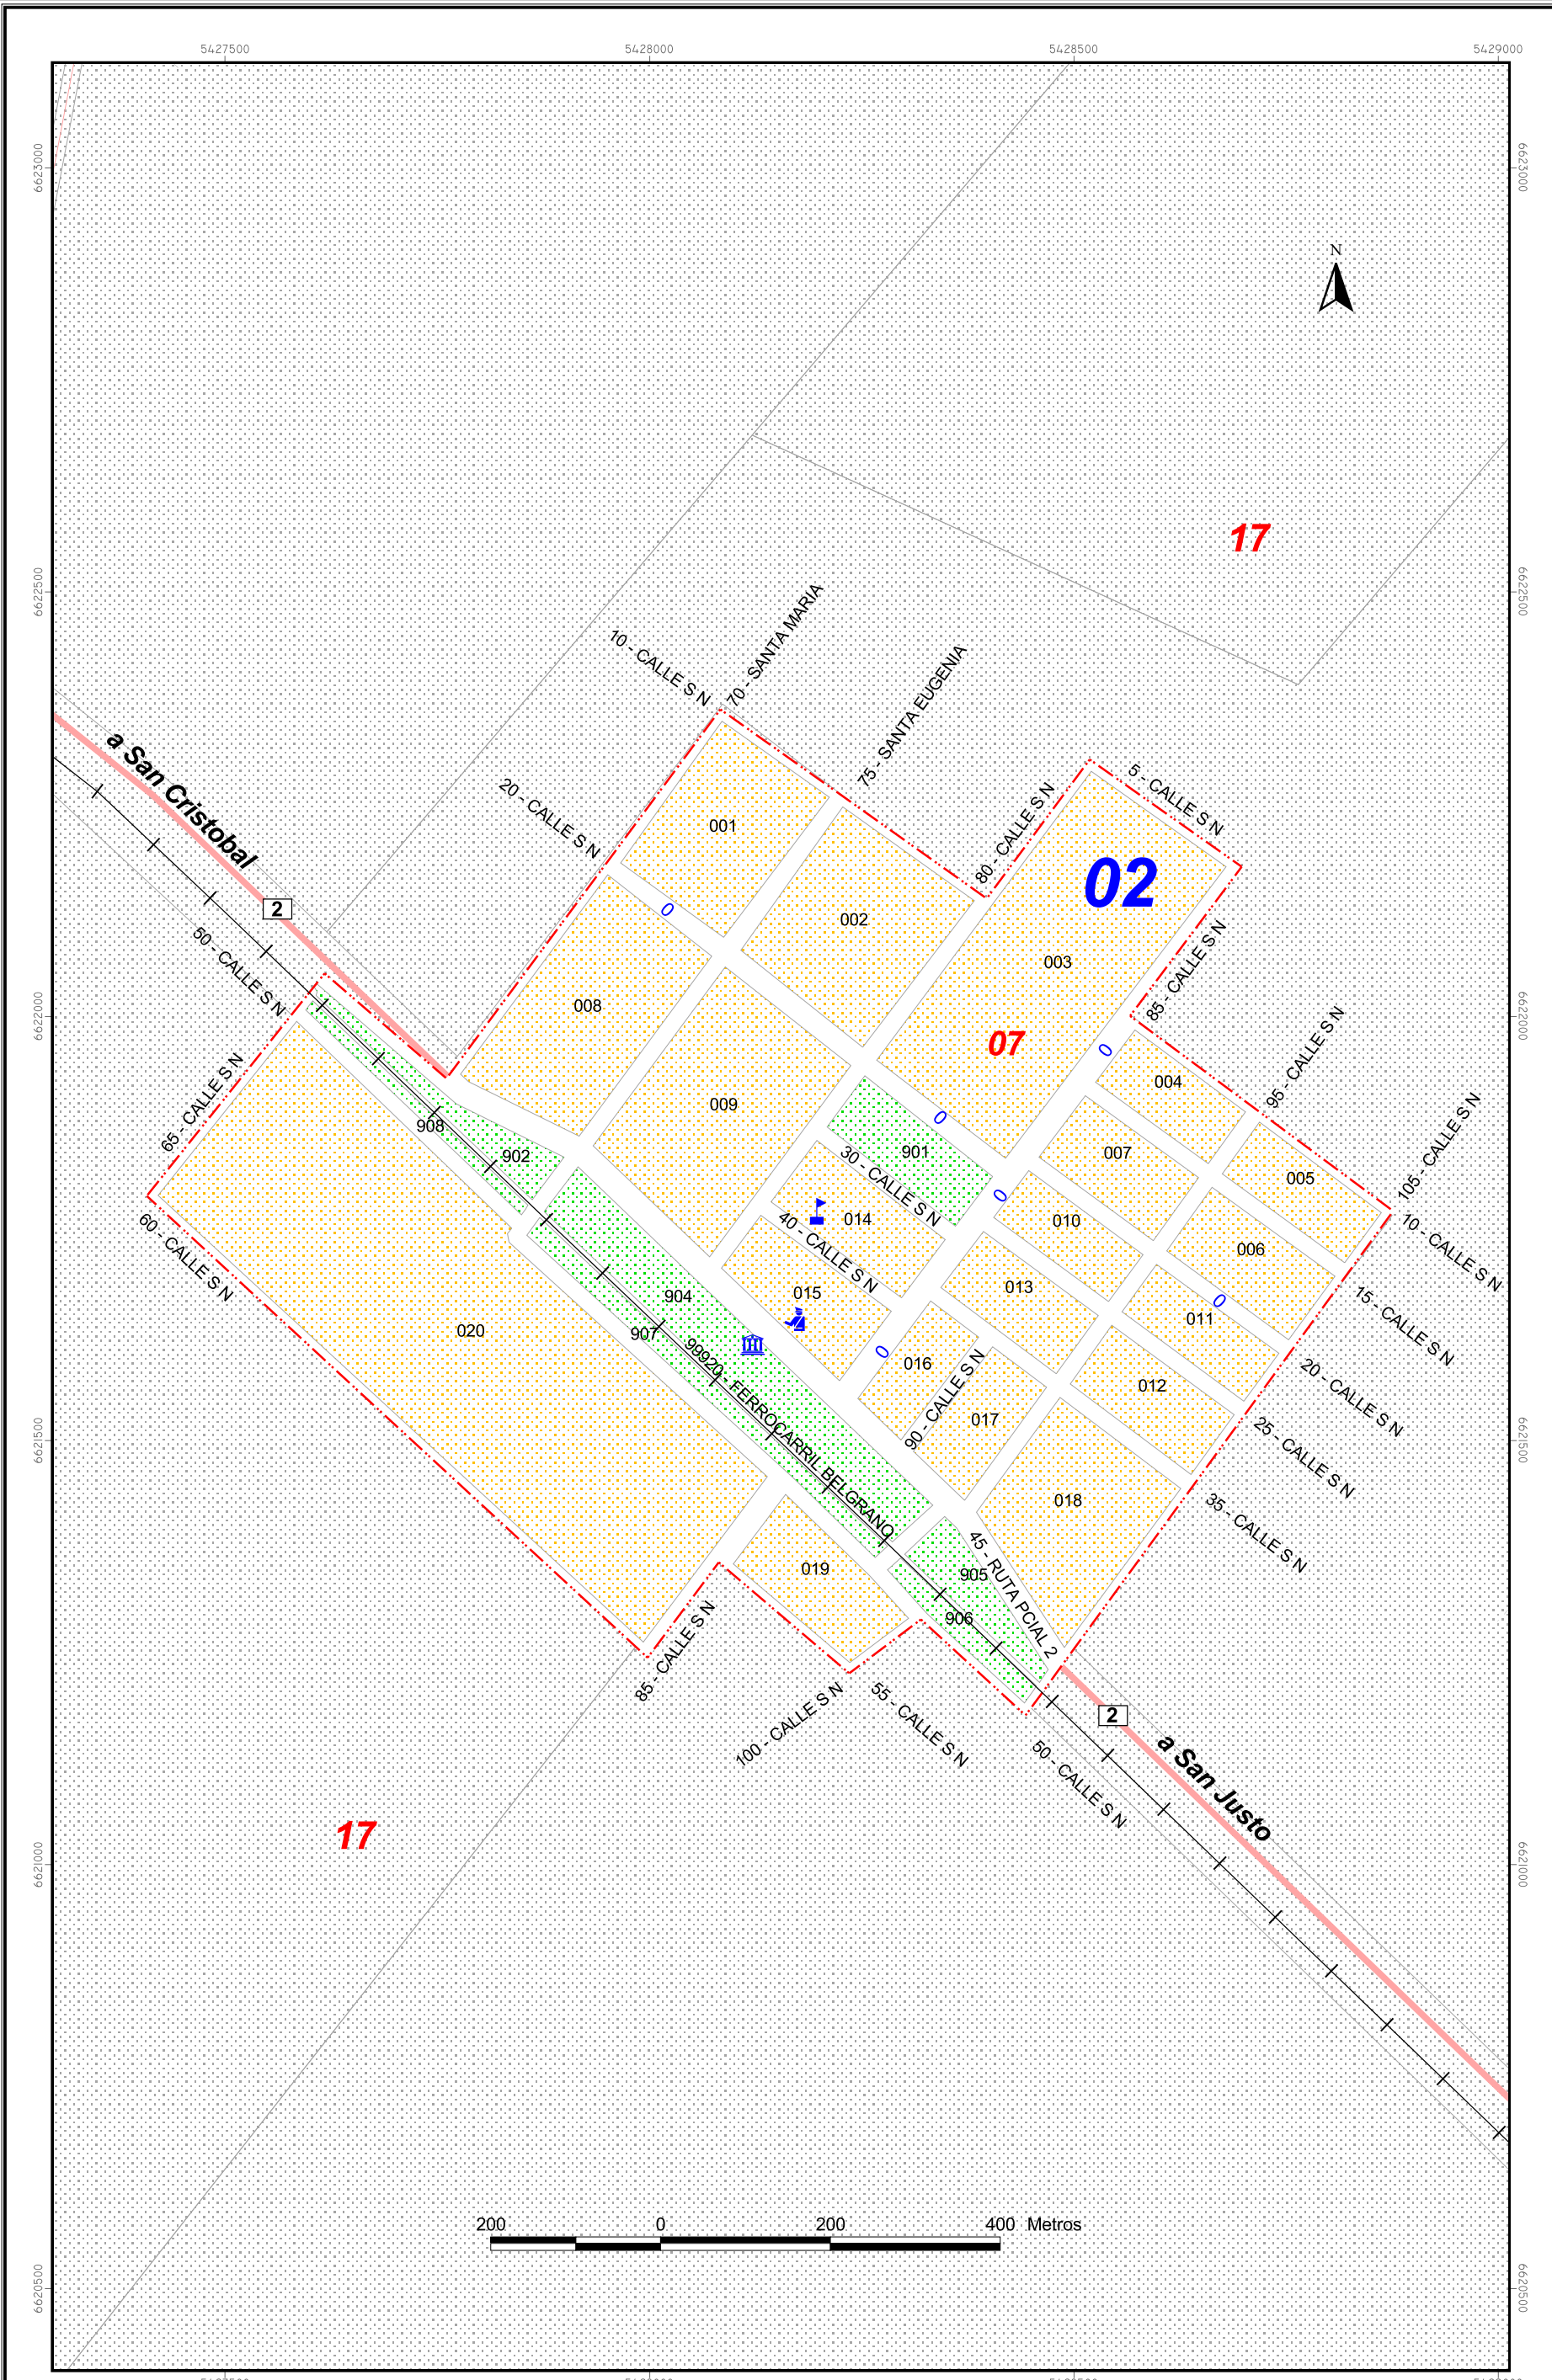 5427500
5428000
5428500
5429000
6623000
6623000
N
17
6622500
6622500
10 - CALLE S N
70 - SANTA MARIA
75 - SANTA EUGENIA
a San Cristobal
20 - CALLE S N
80 - CALLE S N
5 - CALLE S N
001
02
2
002
50 - CALLE S N
003
85 - CALLE S N
008
6622000
6622000
07
0
0
95 - CALLE S N
004
65 - CALLE S N
009
908
0
105 - CALLE S N
902
901
007
005
30 - CALLE S N
0
60 - CALLE S N
014
010
10 - CALLE S N
40 - CALLE S N
006
904
015
013
0
15 - CALLE S N
020
907
011
99920 - FERROCARRIL BELGRANO
0
016
20 - CALLE S N
90 - CALLE S N
012
017
25 - CALLE S N
6621500
6621500
018
35 - CALLE S N
019
45 - RUTA PCIAL 2
905
906
85 - CALLE S N
100 - CALLE S N
55 - CALLE S N
2
50 - CALLE S N
a San Justo
17
6621000
6621000
200 0 200 400 Metros
6620500
6620500